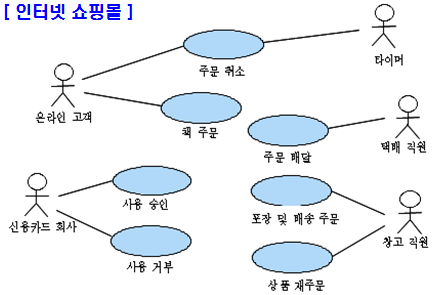 [ 인터넷 쇼핑몰 ]
타이머
주문 취소
온라인 고객
책 주문
택배 직원
주문 배달
사용 승인
신용카드 회사
포장 및 배송 주문
창고 직원
사용 거부
상품 재주문